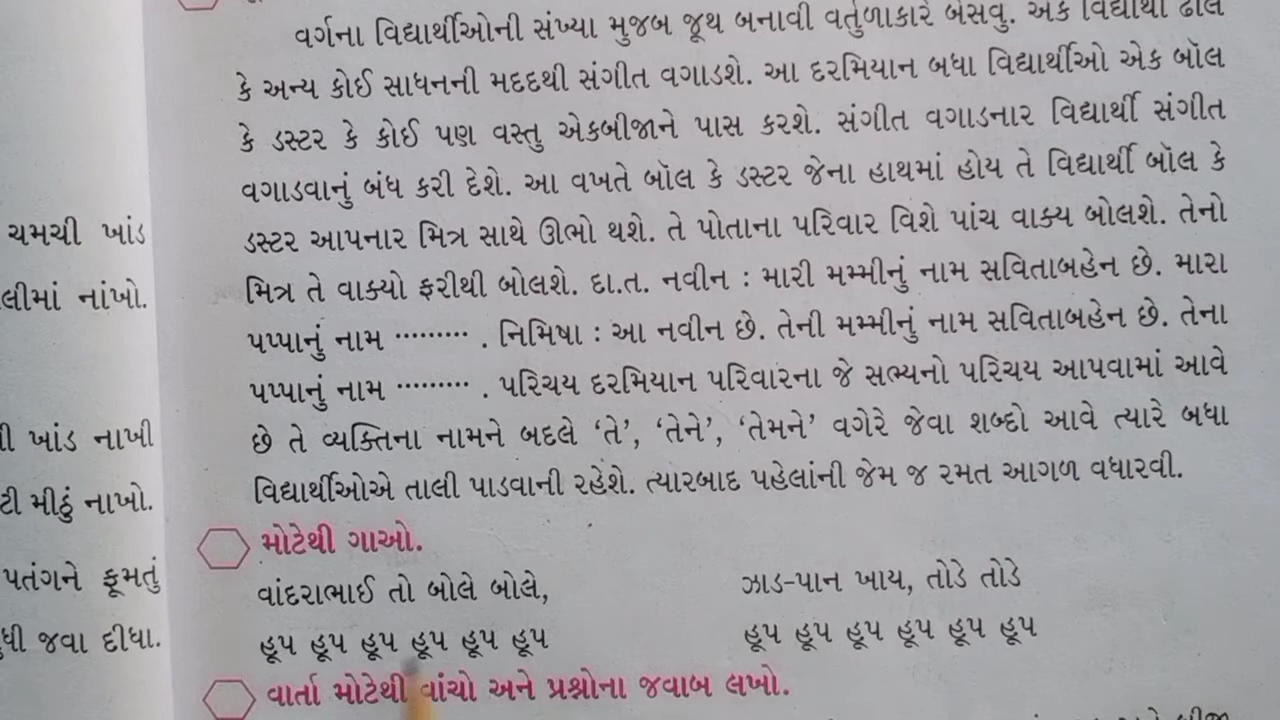 ચમચી ખાંડ
લીમાં નાંખો.
ખાંડ નાખી
ટી મીઠું નાખો.
પતંગને ફૂમતું
જવા દીધા.
વર્ગના વિદ્યાર્થીઓની સંખ્યા મુજબ જૂથ બનાવી વર્તુળાકારે બેસવું. એક વિદ્યાર્થી ઢોલ
કે અન્ય કોઈ સાધનની મદદથી સંગીત વગાડશે. આ દરમિયાન બધા વિદ્યાર્થીઓ એક બૉલ
કે ડસ્ટર કે કોઈ પણ વસ્તુ એકબીજાને પાસ કરશે. સંગીત વગાડનાર વિદ્યાર્થી સંગીત
વગાડવાનું બંધ કરી દેશે. આ વખતે બૉલ કે ડસ્ટર જેના હાથમાં હોય તે વિદ્યાર્થી બૉલ કે
ડસ્ટર આપનાર મિત્ર સાથે ઊભો થશે. તે પોતાના પરિવાર વિશે પાંચ વાક્ય બોલશે. તેનો
મિત્ર તે વાક્યો ફરીથી બોલશે. દા.ત. નવીન : મારી મમ્મીનું નામ સવિતાબહેન છે. મારા
પપ્પાનું નામ ......... . નિમિષા : આ નવીન છે. તેની મમ્મીનું નામ સવિતાબહેન છે. તેના
પપ્પાનું નામ ......... . પરિચય દરમિયાન પરિવારના જે સભ્યનો પરિચય આપવામાં આવે
છે તે વ્યક્તિના નામને બદલે ‘તે’, ‘તેને’, ‘તેમને’ વગેરે જેવા શબ્દો આવે ત્યારે બધા
વિદ્યાર્થીઓએ તાલી પાડવાની રહેશે. ત્યારબાદ પહેલાંની જેમ જ રમત આગળ વધારવી.
મોટેથી ગાઓ.
વાંદરાભાઈ તો બોલે બોલે,
હૂપ હૂપ હૂપ હૂપ હૂપ હૂપ
ઝાડ-પાન ખાય, તોડે તોડે
હૂપ હૂપ હૂપ હૂપ હૂપ હૂપ
વાર્તા મોટેથી વાંચો અને પ્રશ્નોના જવાબ લખો.